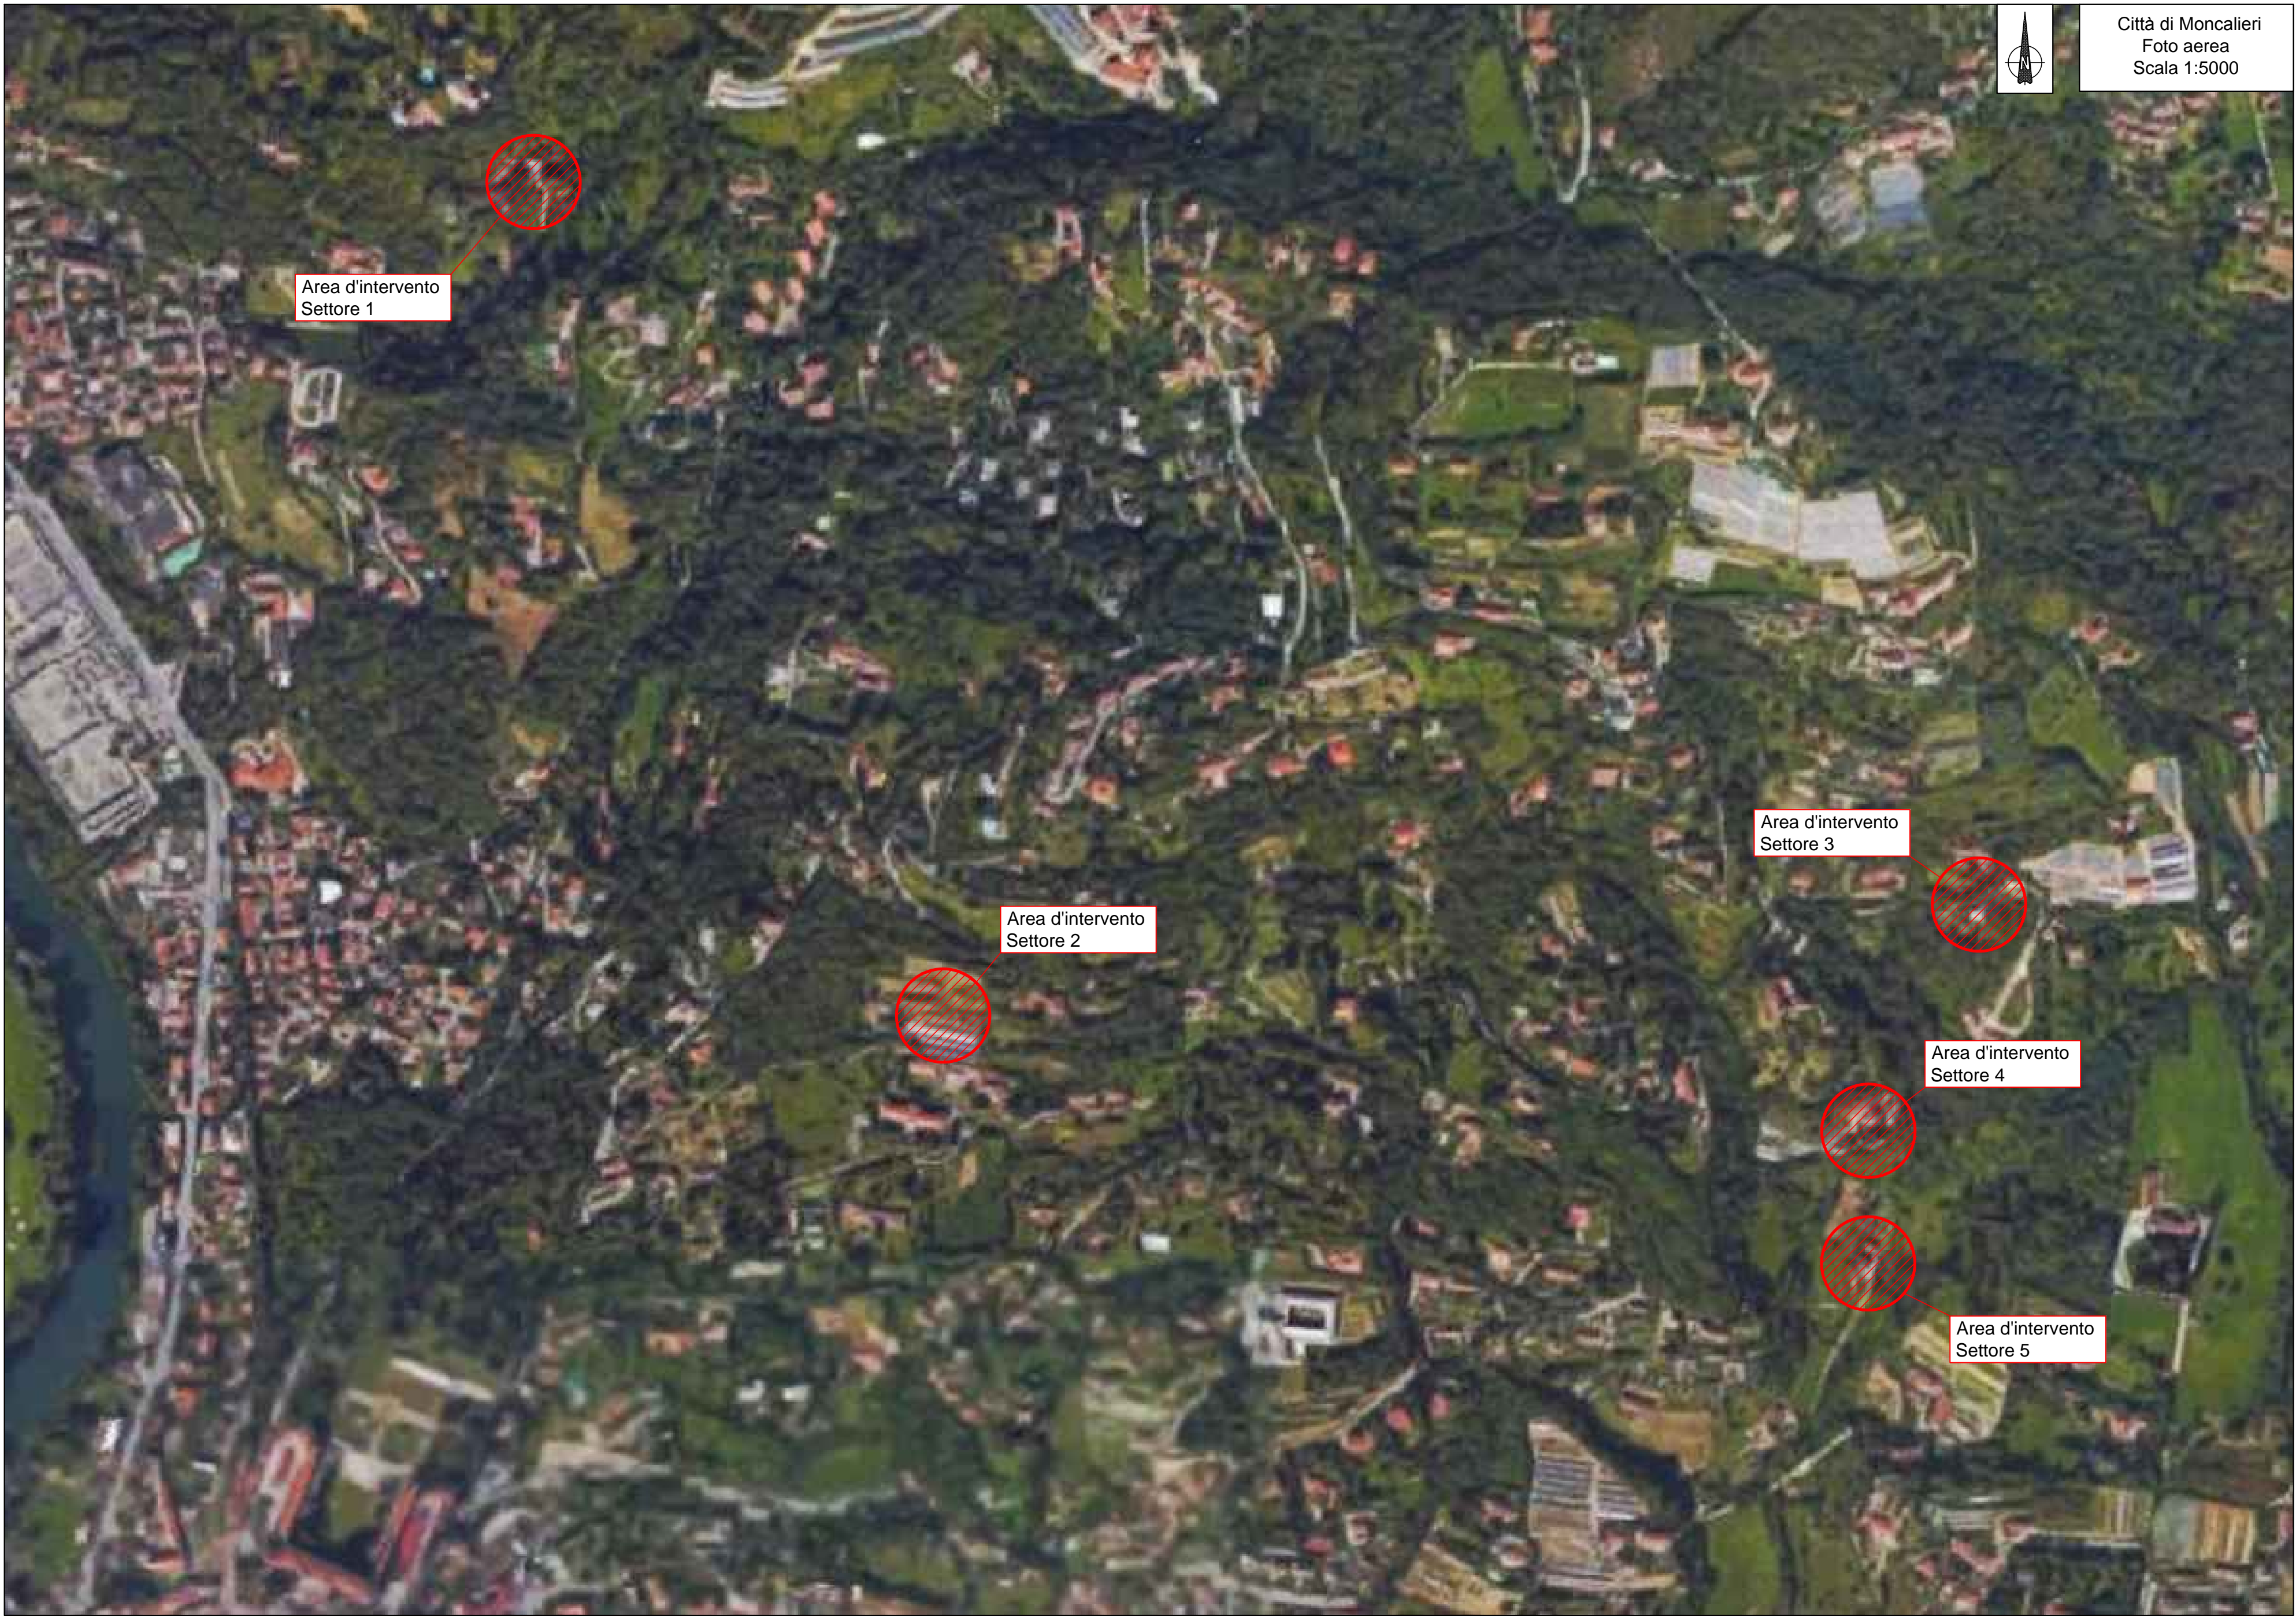 Città di Moncalieri
Foto aerea
Scala 1:5000
N
Area d'intervento
Settore 1
Area d'intervento
Settore 3
Area d'intervento
Settore 2
Area d'intervento
Settore 4
Area d'intervento
Settore 5